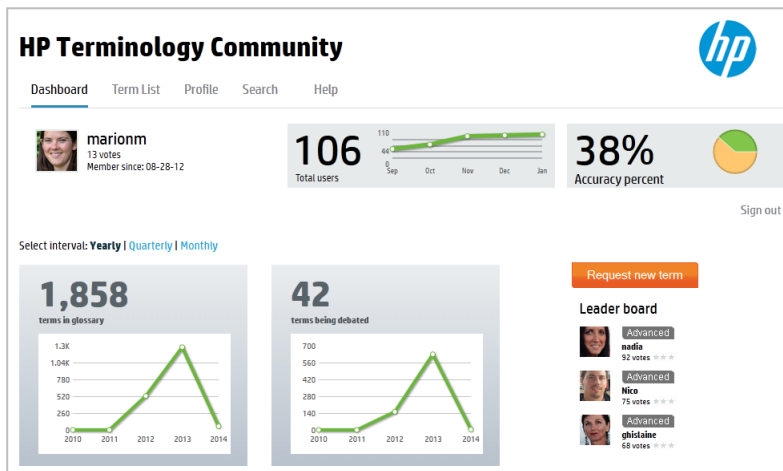 HP Terminology Community
hp
Dashboard Term List Profile Search Help
marionm
13 votes
Member since: 08-28-12
106
Total users
110
44
0
Sep Oct Nov Dec Jan
38%
Accuracy percent
Sign out
Select interval: Yearly | Quarterly | Monthly
1,858
terms in glossary
1.3K
1.04K
780
520
260
0
2010 2011 2012 2013 2014
42
terms being debated
700
560
420
280
140
0
2010 2011 2012 2013 2014
Request new term
Leader board
Advanced
nadia
92 votes
Advanced
Nico
75 votes
Advanced
ghislaine
68 votes